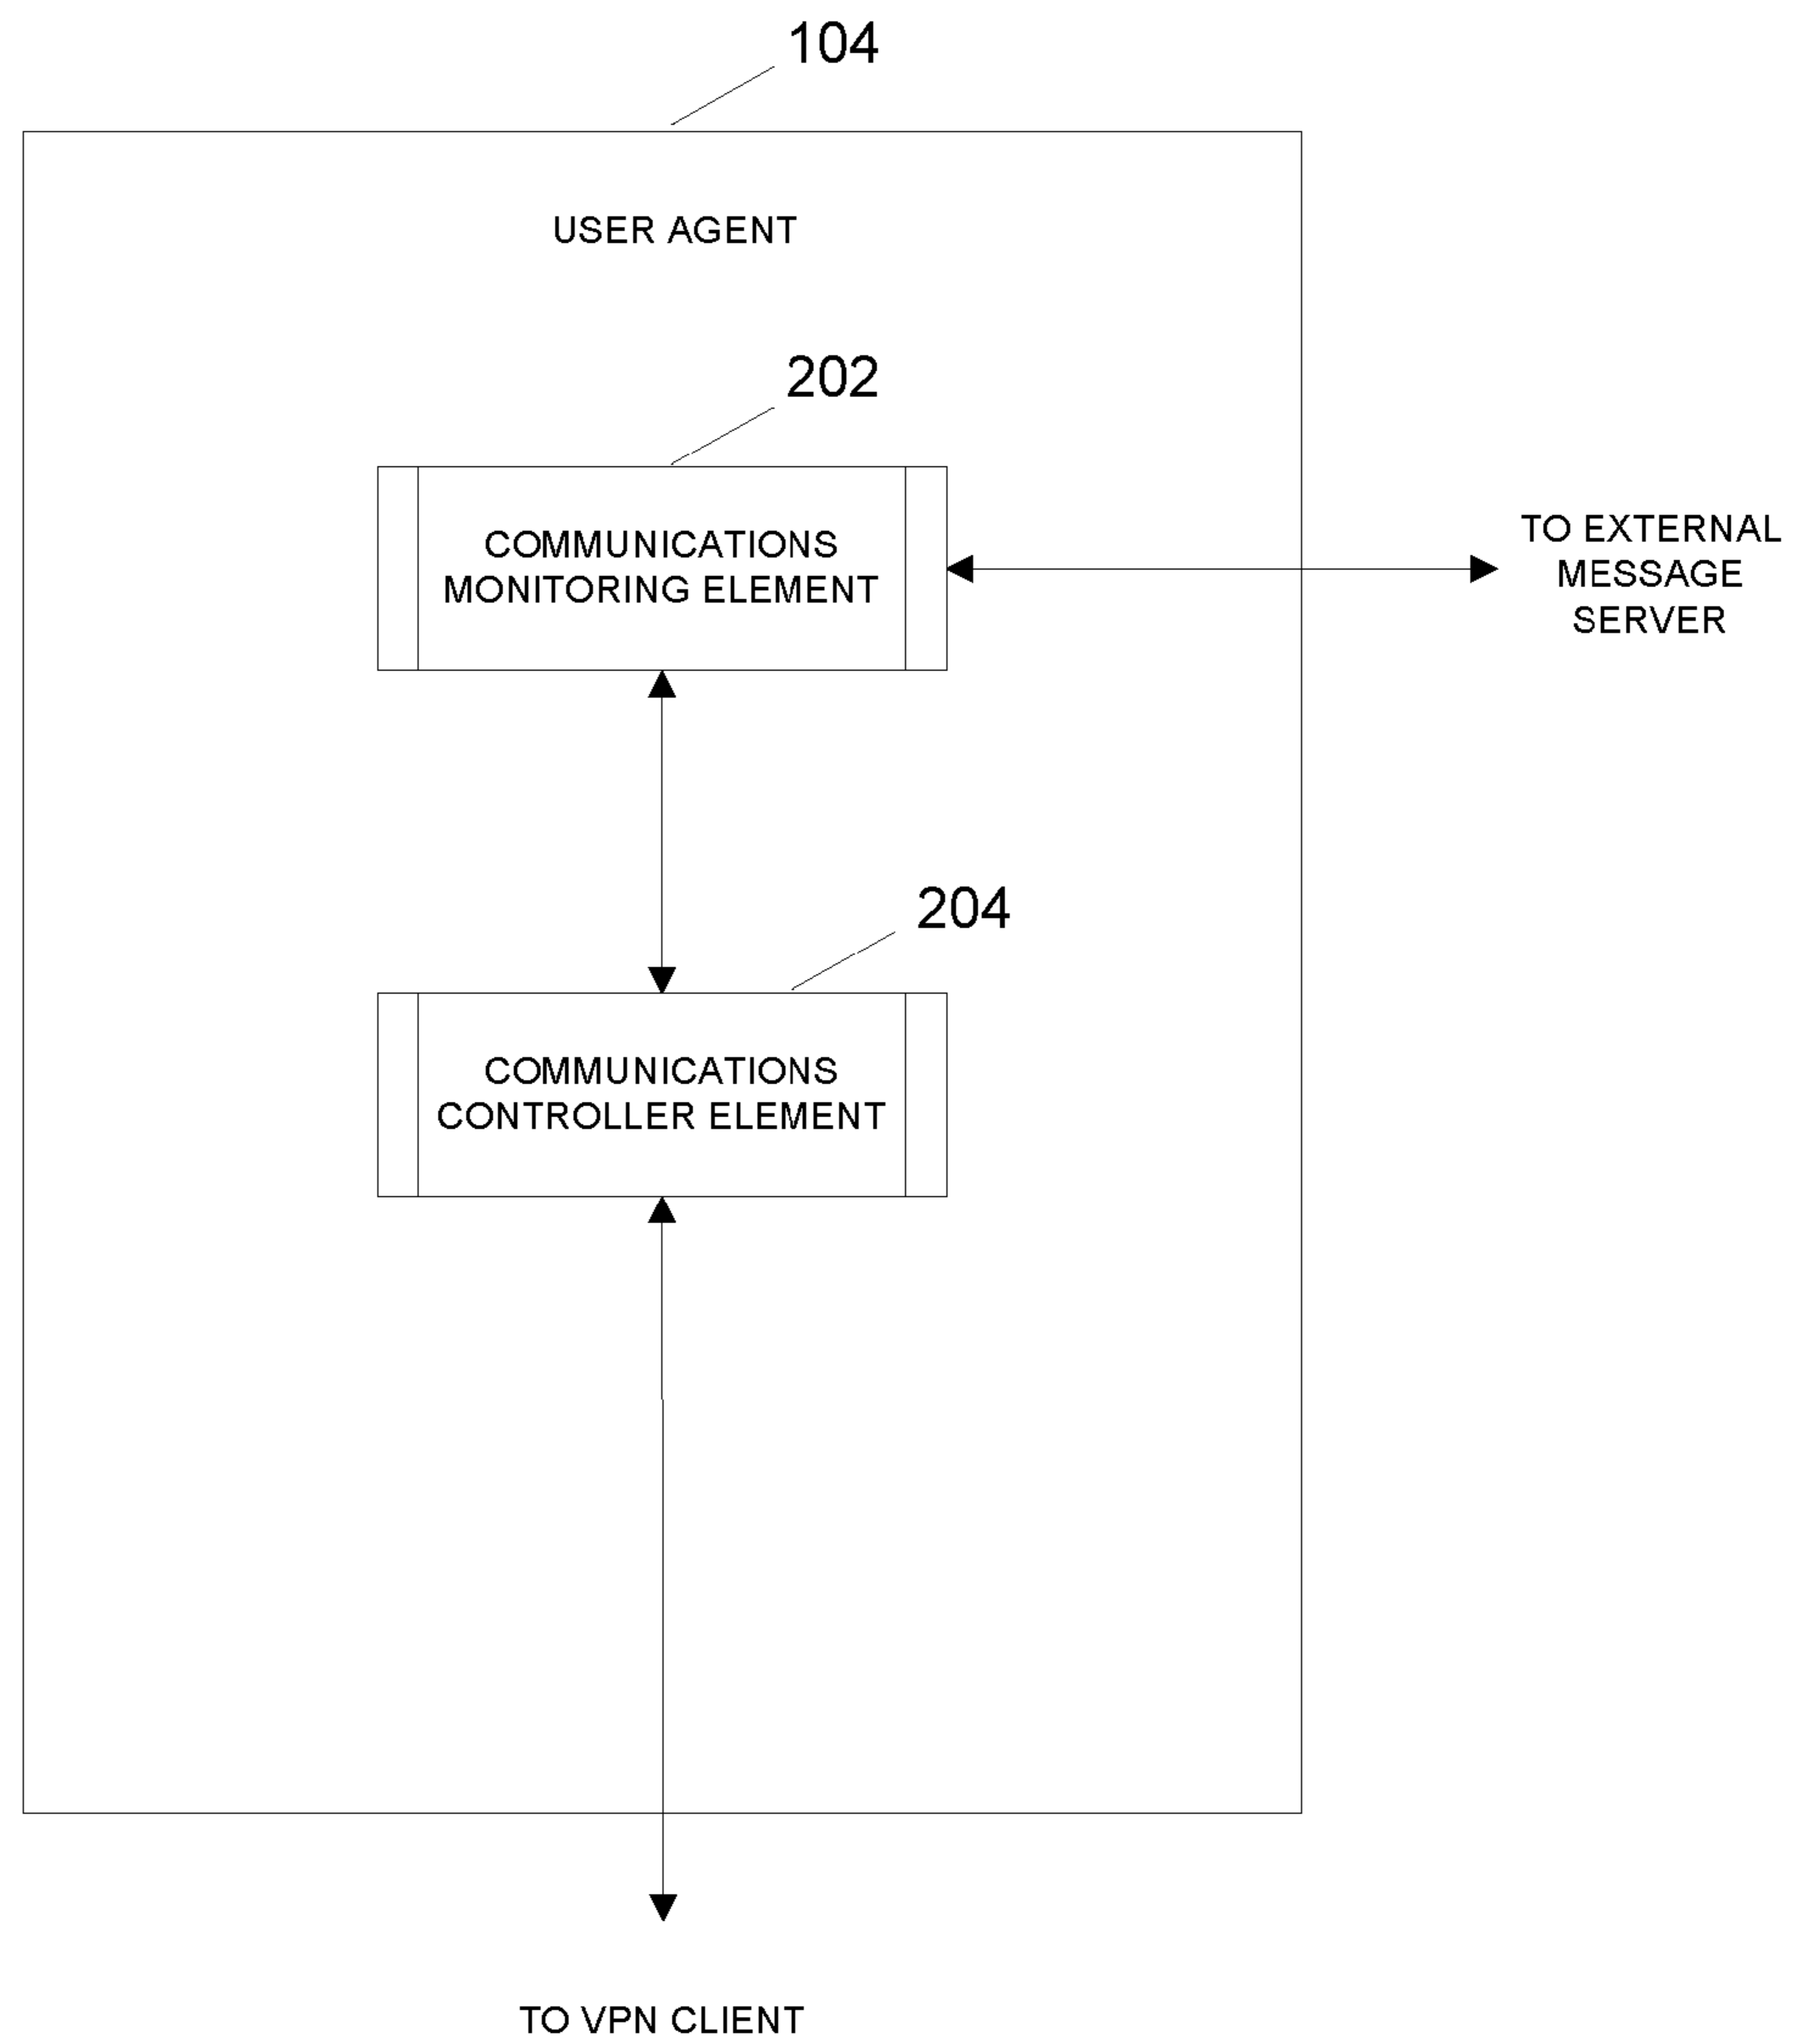 104
USER AGENT
202
COMMUNICATIONS
MONITORING ELEMENT
TO EXTERNAL
MESSAGE
SERVER
204
COMMUNICATIONS
CONTROLLER ELEMENT
TO VPN CLIENT